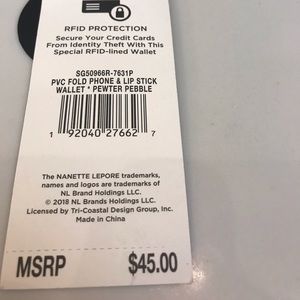 RFID PROTECTION
Secure Your Credit Cards
From Identity Theft With This
Special RFID-lined Wallet
SG50966R-7631P
PVC FOLD PHONE & LIP STICK
WALLET * PEWTER PEBBLE
1 92040 27662 7
The NANETTE LEPORE trademarks,
names and logos are trademarks of
NL Brand Holdings LLC.
© 2018 NL Brands Holdings LLC.
Licensed by Tri-Coastal Design Group, Inc.
Made in China
MSRP $45.00